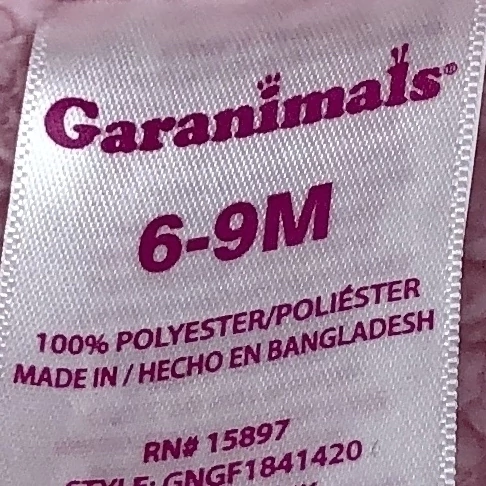 Garanimals®
6-9M
100% POLYESTER/POLIÉSTER
MADE IN / HECHO EN BANGLADESH
RN# 15897
STYLE: GNGF1841420